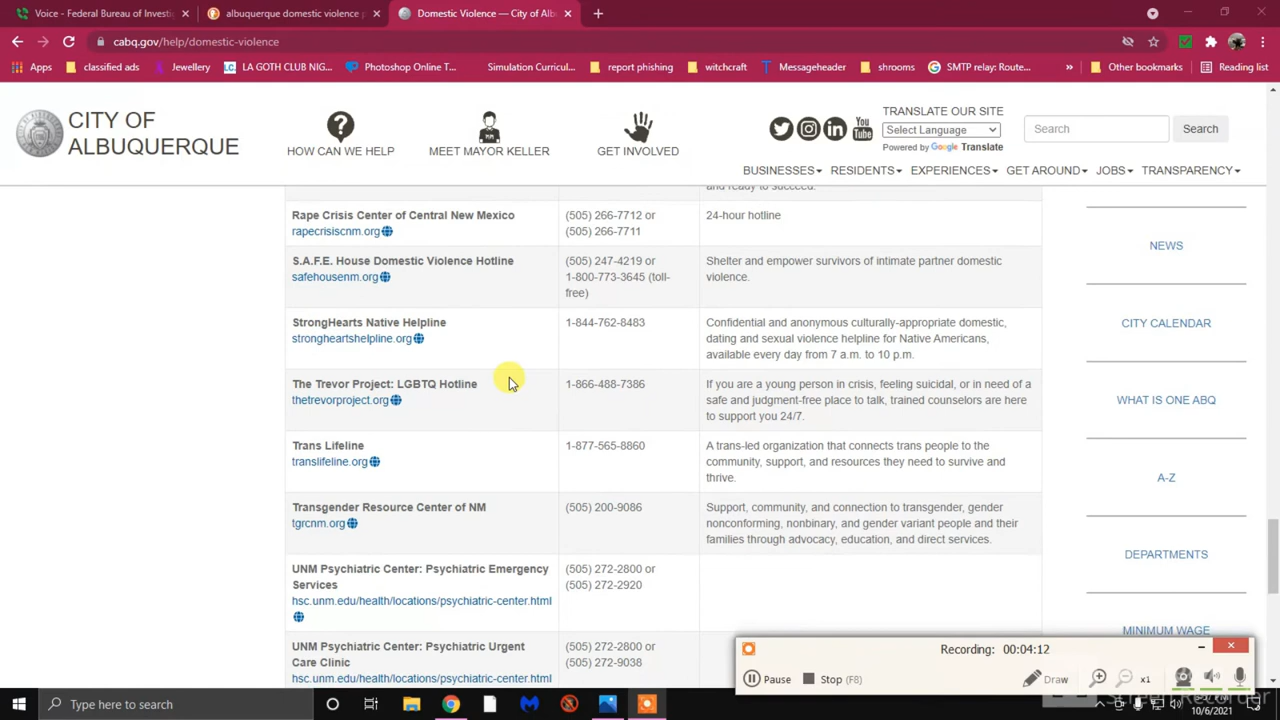 Voice - Federal Bureau of Investig
albuquerque domestic violence p
Domestic Violence — City of Alb
cabq.gov/help/domestic-violence
Apps
classified ads
Jewellery
LA GOTH CLUB NIG...
Photoshop Online T...
Simulation Curricul...
report phishing
witchcraft
Messageheader
shrooms
SMTP relay: Route...
»
Other bookmarks
Reading list
CITY OF
ALBUQUERQUE
HOW CAN WE HELP
MEET MAYOR KELLER
GET INVOLVED
TRANSLATE OUR SITE
Select Language
Powered by Google Translate
Search
Search
BUSINESSES
RESIDENTS
EXPERIENCES
GET AROUND
JOBS
TRANSPARENCY
and ready to succeed.
Rape Crisis Center of Central New Mexico
rapecrisiscnm.org
(505) 266-7712 or
(505) 266-7711
24-hour hotline
S.A.F.E. House Domestic Violence Hotline
safehousenm.org
(505) 247-4219 or
1-800-773-3645 (toll-
free)
Shelter and empower survivors of intimate partner domestic
violence.
StrongHearts Native Helpline
strongheartshelpline.org
1-844-762-8483
Confidential and anonymous culturally-appropriate domestic,
dating and sexual violence helpline for Native Americans,
available every day from 7 a.m. to 10 p.m.
The Trevor Project: LGBTQ Hotline
thetrevorproject.org
1-866-488-7386
If you are a young person in crisis, feeling suicidal, or in need of a
safe and judgment-free place to talk, trained counselors are here
to support you 24/7.
Trans Lifeline
translifeline.org
1-877-565-8860
A trans-led organization that connects trans people to the
community, support, and resources they need to survive and
thrive.
Transgender Resource Center of NM
tgrcnm.org
(505) 200-9086
Support, community, and connection to transgender, gender
nonconforming, nonbinary, and gender variant people and their
families through advocacy, education, and direct services.
UNM Psychiatric Center: Psychiatric Emergency
Services
hsc.unm.edu/health/locations/psychiatric-center.html
(505) 272-2800 or
(505) 272-2920
UNM Psychiatric Center: Psychiatric Urgent
Care Clinic
hsc.unm.edu/health/locations/psychiatric-center.html
(505) 272-2800 or
(505) 272-9038
NEWS
CITY CALENDAR
WHAT IS ONE ABQ
A-Z
DEPARTMENTS
MINIMUM WAGE
Recording: 00:04:12
Pause
Stop (F8)
Draw
x1
Type here to search
10/6/2021